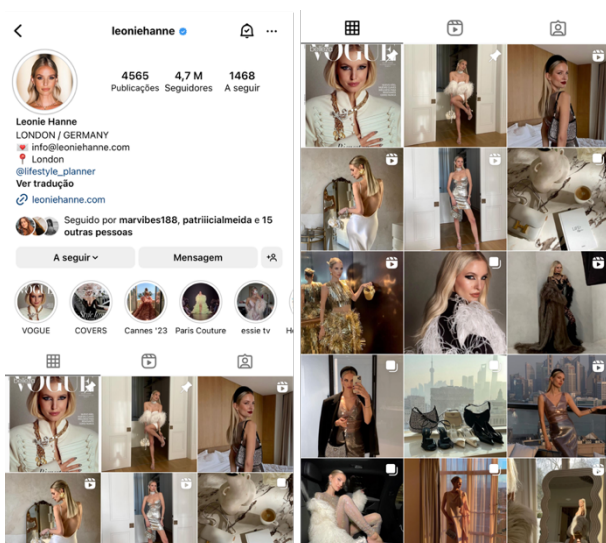 leoniehanne
4565 4,7 M 1468
Publicações Seguidores A seguir
Leonie Hanne
LONDON / GERMANY
info@leoniehanne.com
London
@lifestyle_planner
Ver tradução
leoniehanne.com
Seguido por marvibes188, patriiicialmeida e 15
outras pessoas
A seguir Mensagem
VOGUE COVERS Cannes '23 Paris Couture essie tv
VOGUE
VOGUE